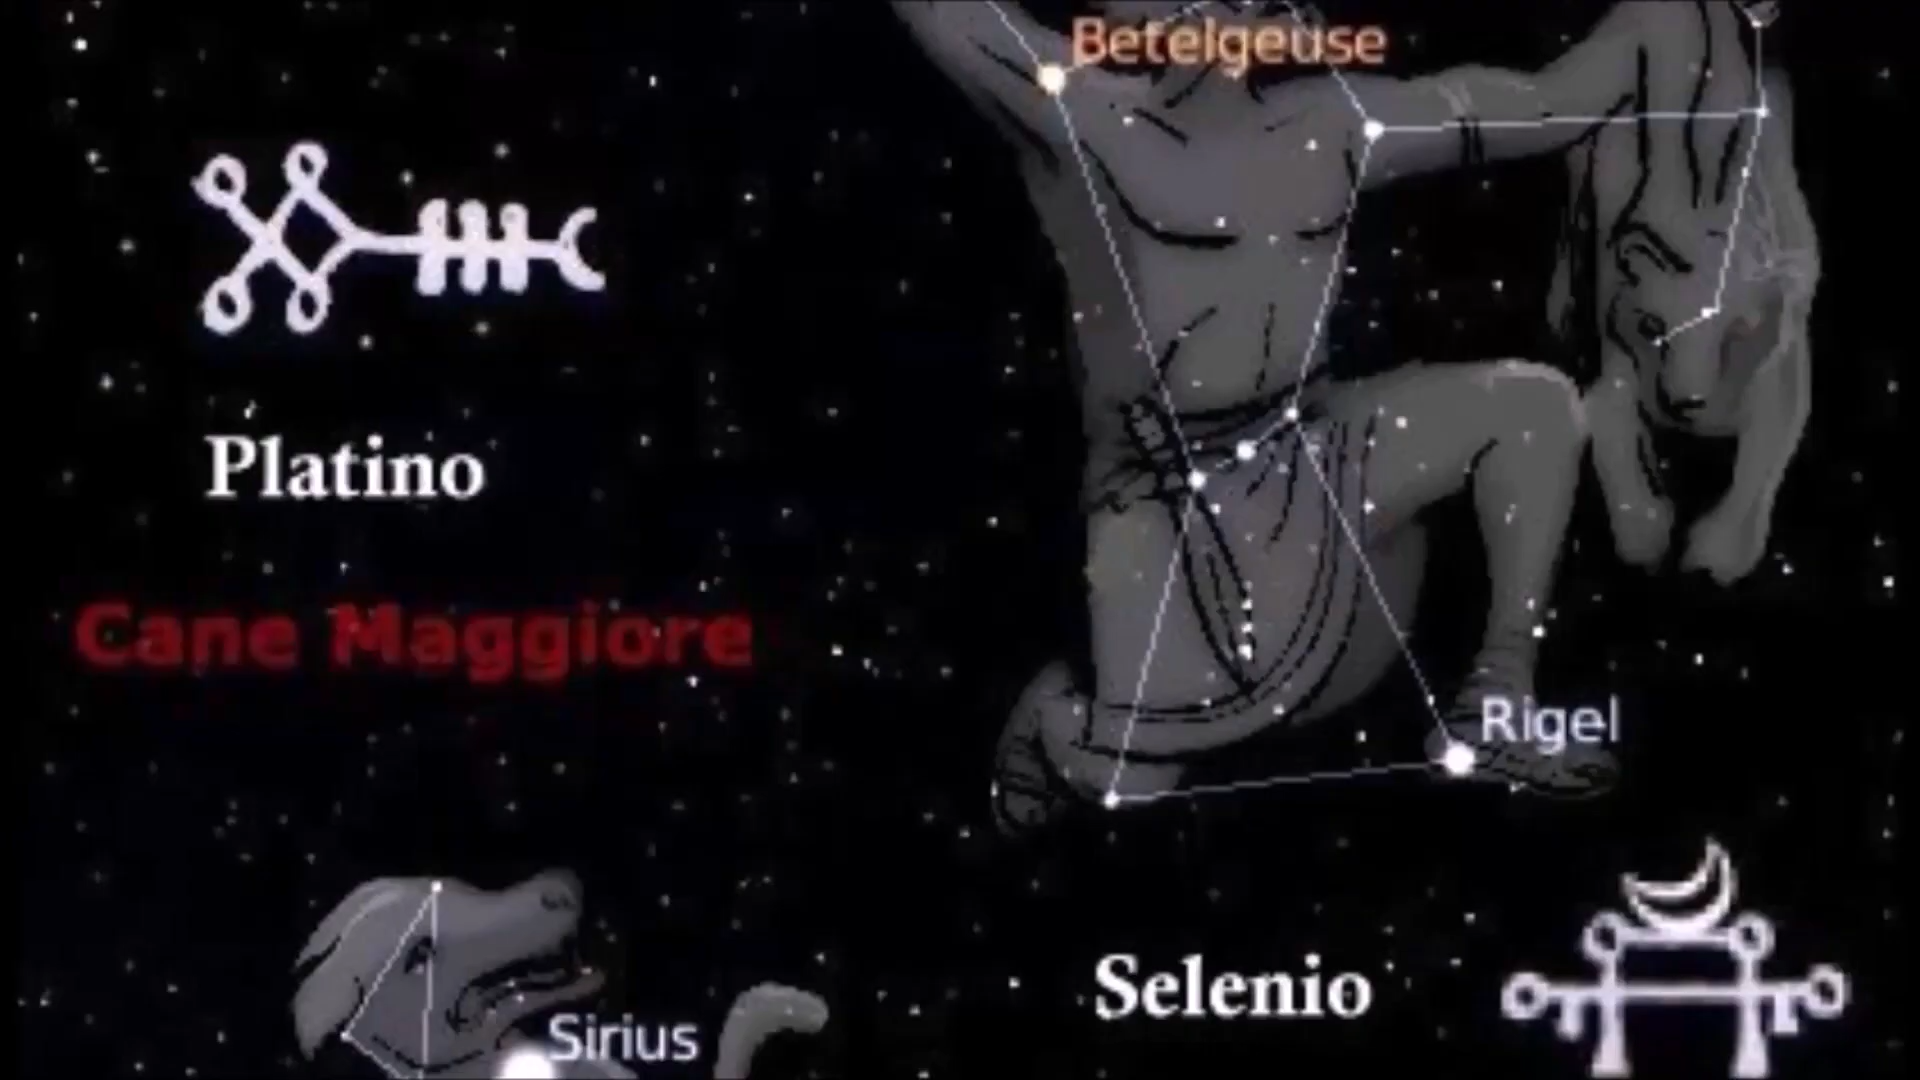 Betelgeuse
Platino
Cane Maggiore
Rigel
Selenio
Sirius